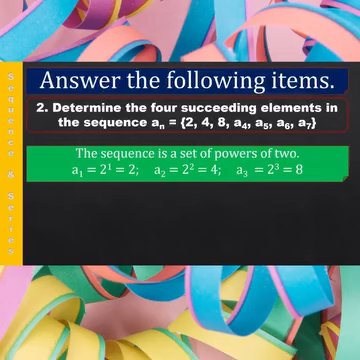 Sequence & Series
Answer the following items.
2. Determine the four succeeding elements in
the sequence aₙ = {2, 4, 8, a₄, a₅, a₆, a₇}
The sequence is a set of powers of two.
a₁ = 2¹ = 2; a₂ = 2² = 4; a₃ = 2³ = 8